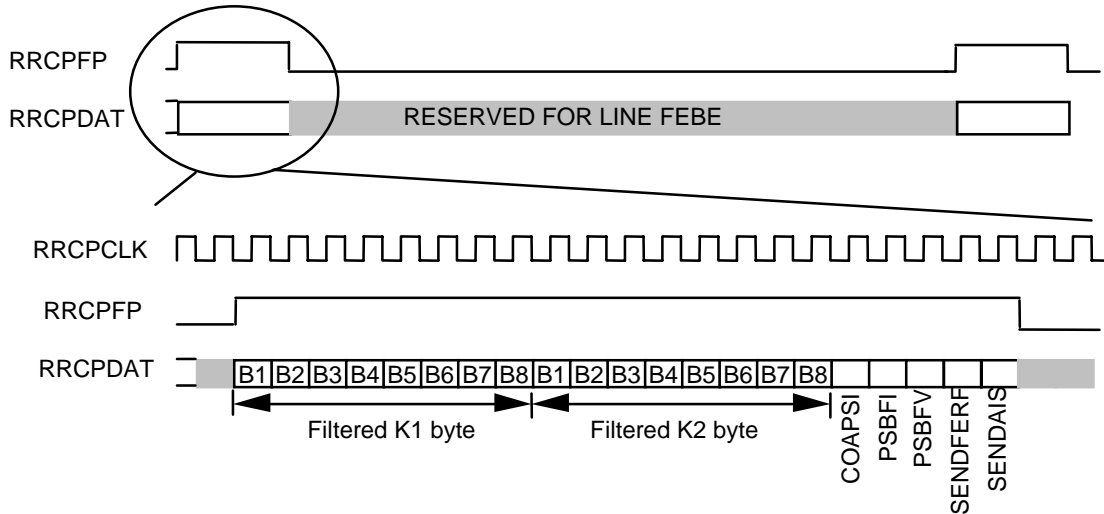 RRCPFP
RRCPDAT
RESERVED FOR LINE FEBE
RRCPCLK
RRCPFP
RRCPDAT
B1 B2 B3 B4 B5 B6 B7 B8 B1 B2 B3 B4 B5 B6 B7 B8
Filtered K1 byte
Filtered K2 byte
COAPSI
PSBFI
PSBFV
SENDFERF
SENDAIS